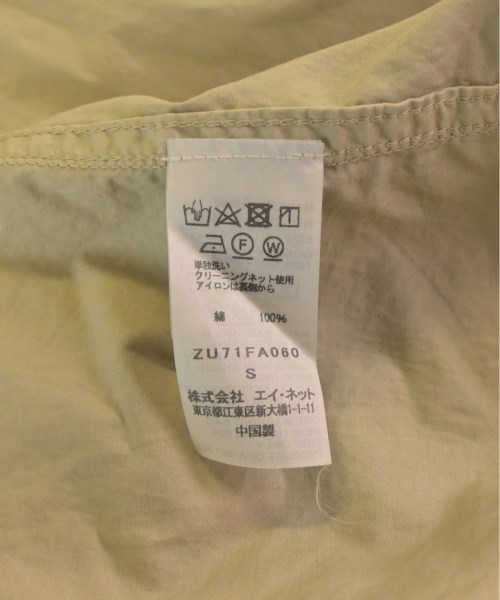 F W
単独洗い
クリーニングネット使用
アイロンは裏側から
綿 100%
ZU71FA060
S
株式会社 エイ・ネット
東京都江東区新大橋1-1-11
中国製